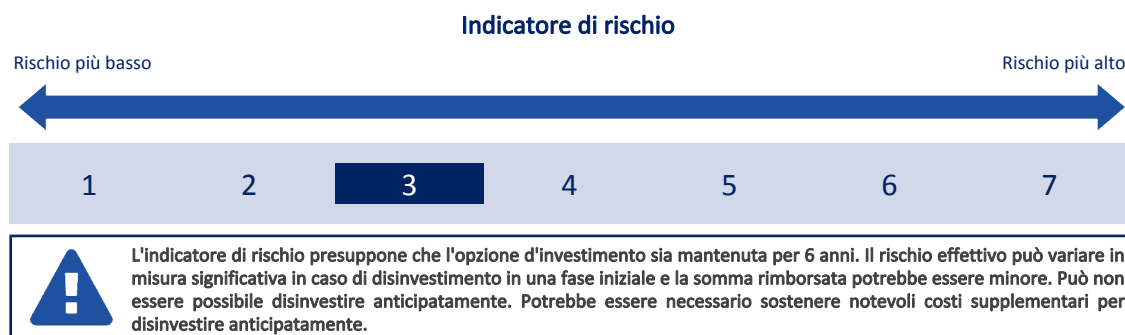 Indicatore di rischio
Rischio più basso
Rischio più alto
1 2 3 4 5 6 7
L'indicatore di rischio presuppone che l'opzione d'investimento sia mantenuta per 6 anni. Il rischio effettivo può variare in
misura significativa in caso di disinvestimento in una fase iniziale e la somma rimborsata potrebbe essere minore. Può non
essere possibile disinvestire anticipatamente. Potrebbe essere necessario sostenere notevoli costi supplementari per
disinvestire anticipatamente.